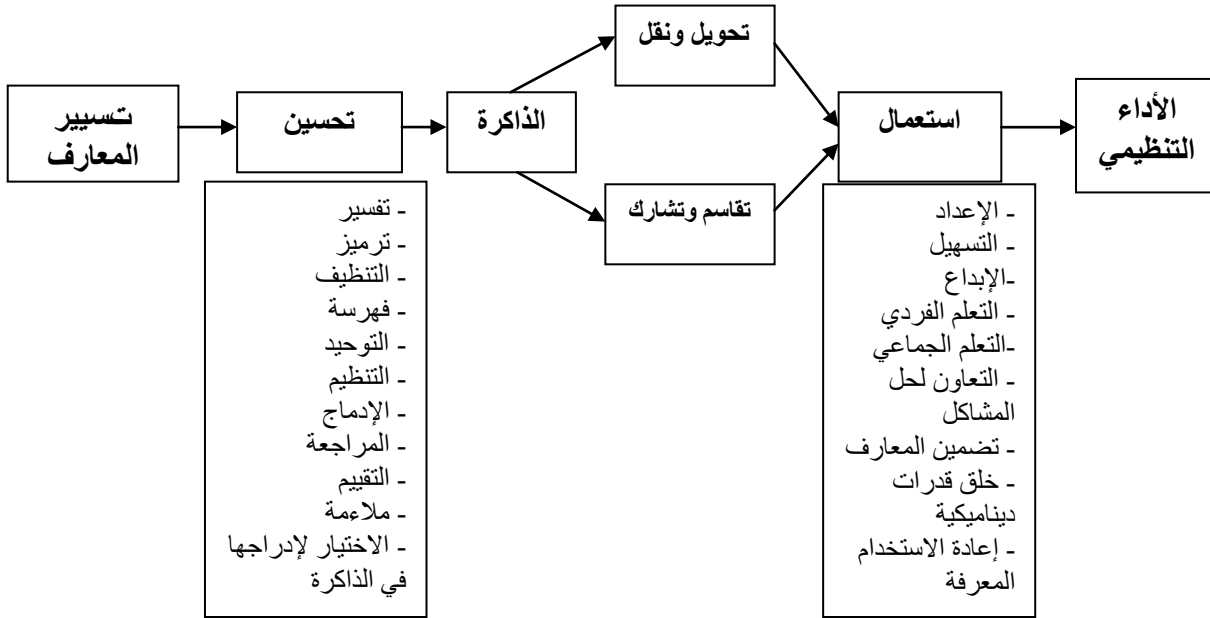 تسيير
المعارف
تحسين
- تفسير
- ترميز
- التنظيف
- فهرسة
- التوحيد
- التنظيم
- الإدماج
- المراجعة
- التقييم
- ملاءمة
- الاختيار لإدراجها
في الذاكرة
الذاكرة
تحويل ونقل
تقاسم وتشارك
استعمال
- الإعداد
- التسهيل
-الإبداع
- التعلم الفردي
-التعلم الجماعي
- التعاون لحل
المشاكل
- تضمين المعارف
- خلق قدرات
ديناميكية
- إعادة الاستخدام
المعرفة
الأداء
التنظيمي